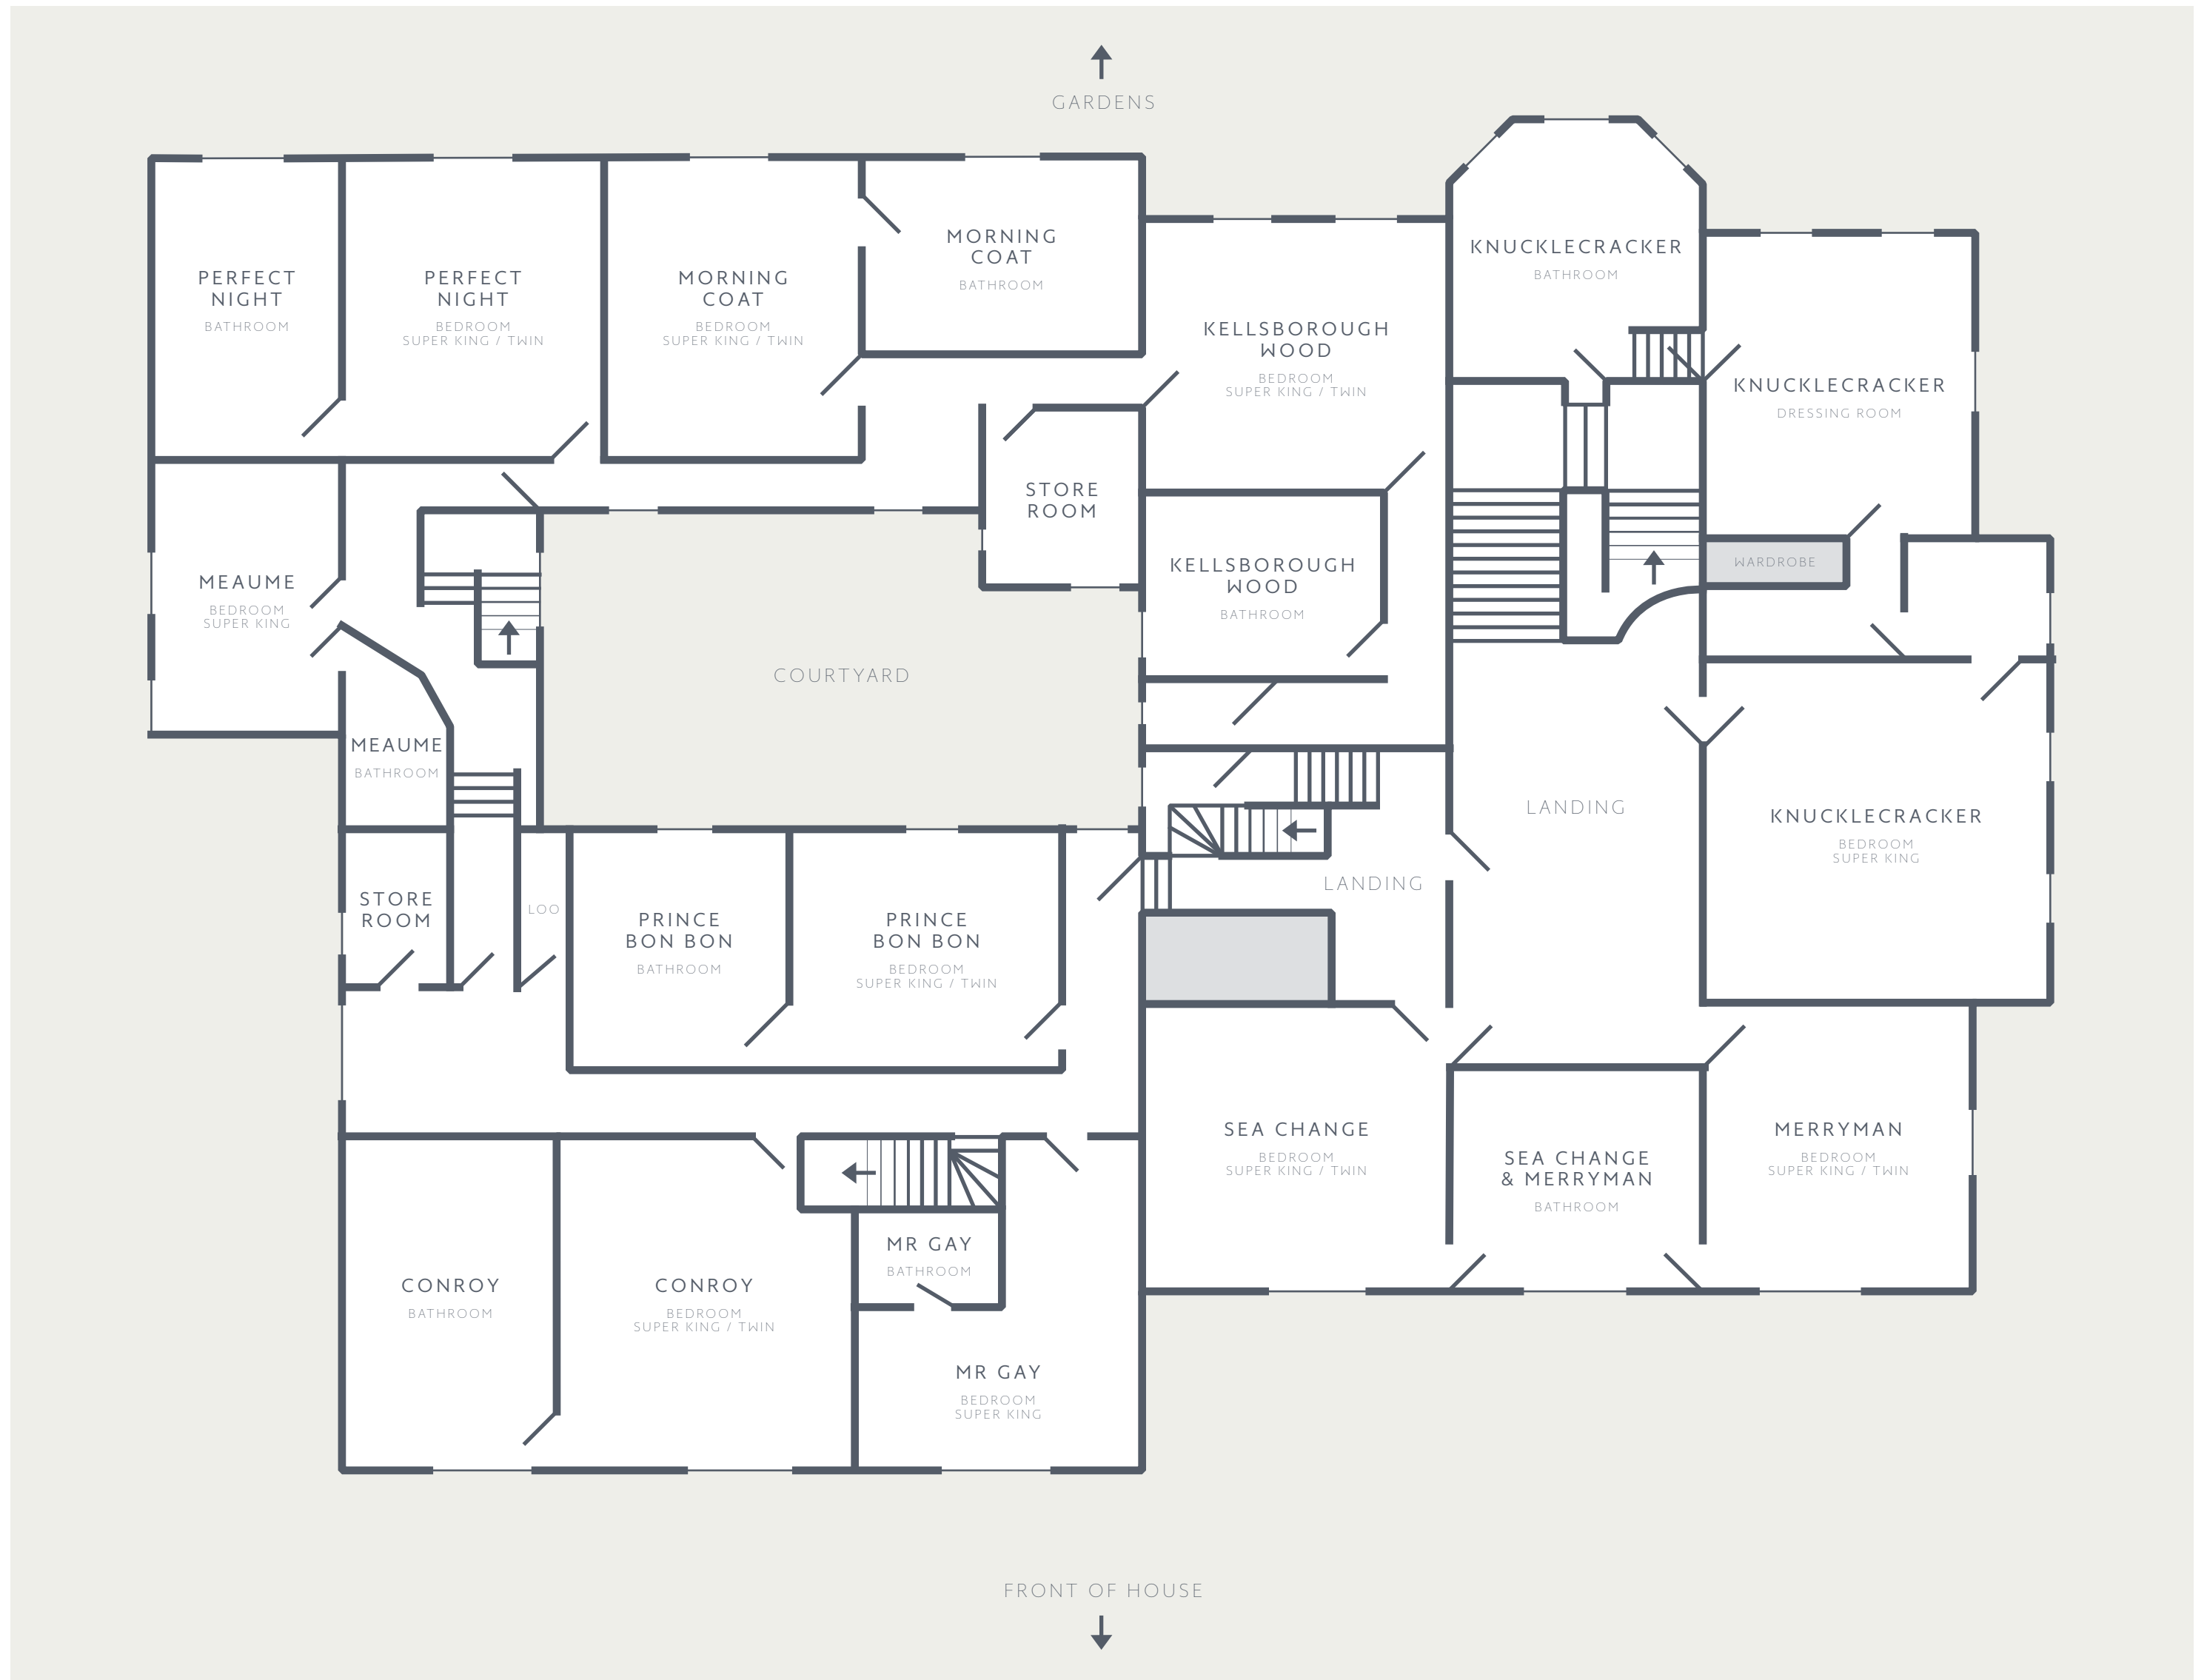 GARDENS
PERFECT
NIGHT
BATHROOM
PERFECT
NIGHT
BEDROOM
SUPER KING / TWIN
MORNING
COAT
BEDROOM
SUPER KING / TWIN
MORNING
COAT
BATHROOM
KELLSBOROUGH
WOOD
BEDROOM
SUPER KING / TWIN
KNUCKLECRACKER
BATHROOM
KNUCKLECRACKER
DRESSING ROOM
STORE
ROOM
MEAUME
BEDROOM
SUPER KING
KELLSBOROUGH
WOOD
BATHROOM
WARDROBE
COURTYARD
MEAUME
BATHROOM
LANDING
KNUCKLECRACKER
BEDROOM
SUPER KING
LANDING
STORE
ROOM
LOO
PRINCE
BON BON
BATHROOM
PRINCE
BON BON
BEDROOM
SUPER KING / TWIN
SEA CHANGE
BEDROOM
SUPER KING / TWIN
SEA CHANGE
& MERRYMAN
BATHROOM
MERRYMAN
BEDROOM
SUPER KING / TWIN
CONROY
BATHROOM
CONROY
BEDROOM
SUPER KING / TWIN
MR GAY
BATHROOM
MR GAY
BEDROOM
SUPER KING
FRONT OF HOUSE